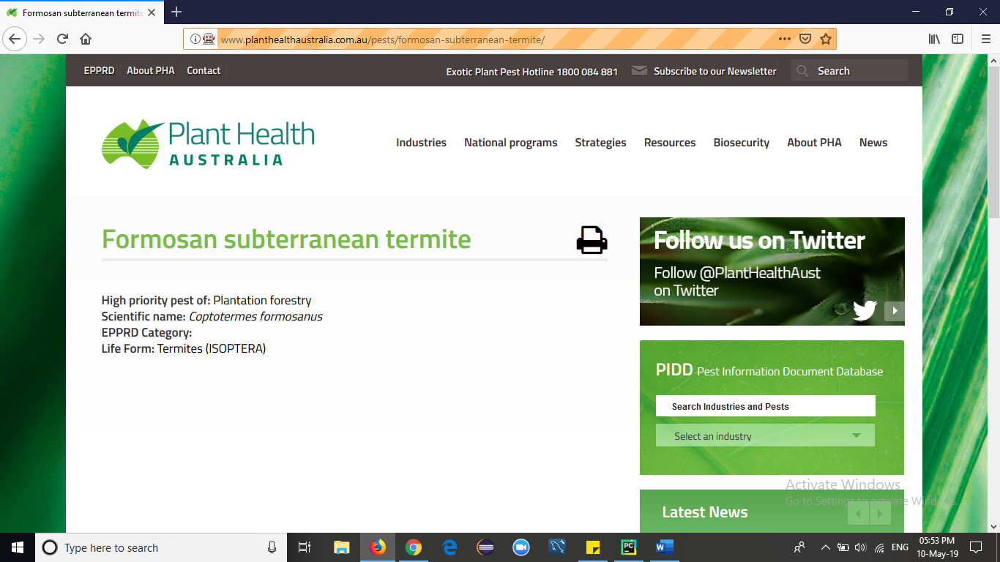 Formosan subterranean termite
www.planthealthaustralia.com.au/pests/formosan-subterranean-termite/
EPPRD About PHA Contact
Exotic Plant Pest Hotline 1800 084 881 Subscribe to our Newsletter Search
Plant Health
AUSTRALIA
Industries National programs Strategies Resources Biosecurity About PHA News
Formosan subterranean termite
High priority pest of: Plantation forestry
Scientific name: Coptotermes formosanus
EPPRD Category:
Life Form: Termites (ISOPTERA)
Follow us on Twitter
Follow @PlantHealthAust
on Twitter
PIDD Pest Information Document Database
Search Industries and Pests
Select an industry
Latest News
Activate Windows
Go to Settings to activate Windows.
Type here to search
PC
W
ENG
05:53 PM
10-May-19